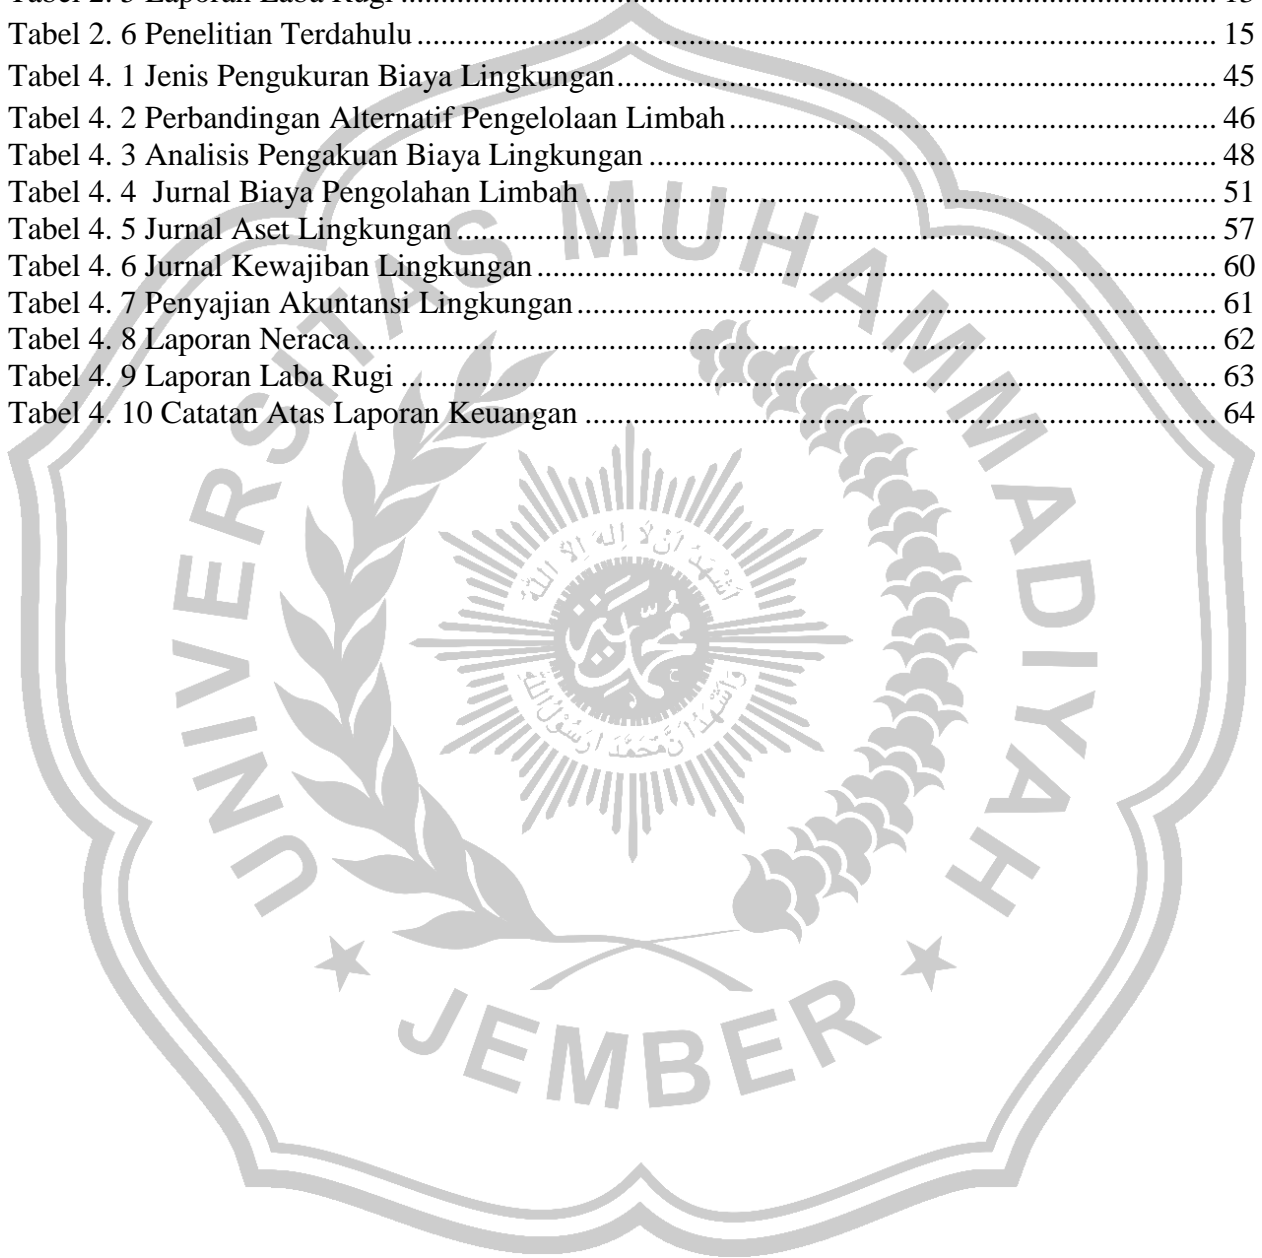 Tabel 2. 6 Penelitian Terdahulu ........ 15
Tabel 4. 1 Jenis Pengukuran Biaya Lingkungan ........ 45
Tabel 4. 2 Perbandingan Alternatif Pengelolaan Limbah ........ 46
Tabel 4. 3 Analisis Pengakuan Biaya Lingkungan ........ 48
Tabel 4. 4  Jurnal Biaya Pengolahan Limbah ........ 51
Tabel 4. 5 Jurnal Aset Lingkungan ........ 57
Tabel 4. 6 Jurnal Kewajiban Lingkungan ........ 60
Tabel 4. 7 Penyajian Akuntansi Lingkungan ........ 61
Tabel 4. 8 Laporan Neraca ........ 62
Tabel 4. 9 Laporan Laba Rugi ........ 63
Tabel 4. 10 Catatan Atas Laporan Keuangan ........ 64
UNIVERSITAS MUHAMMADIYAH
JEMBER